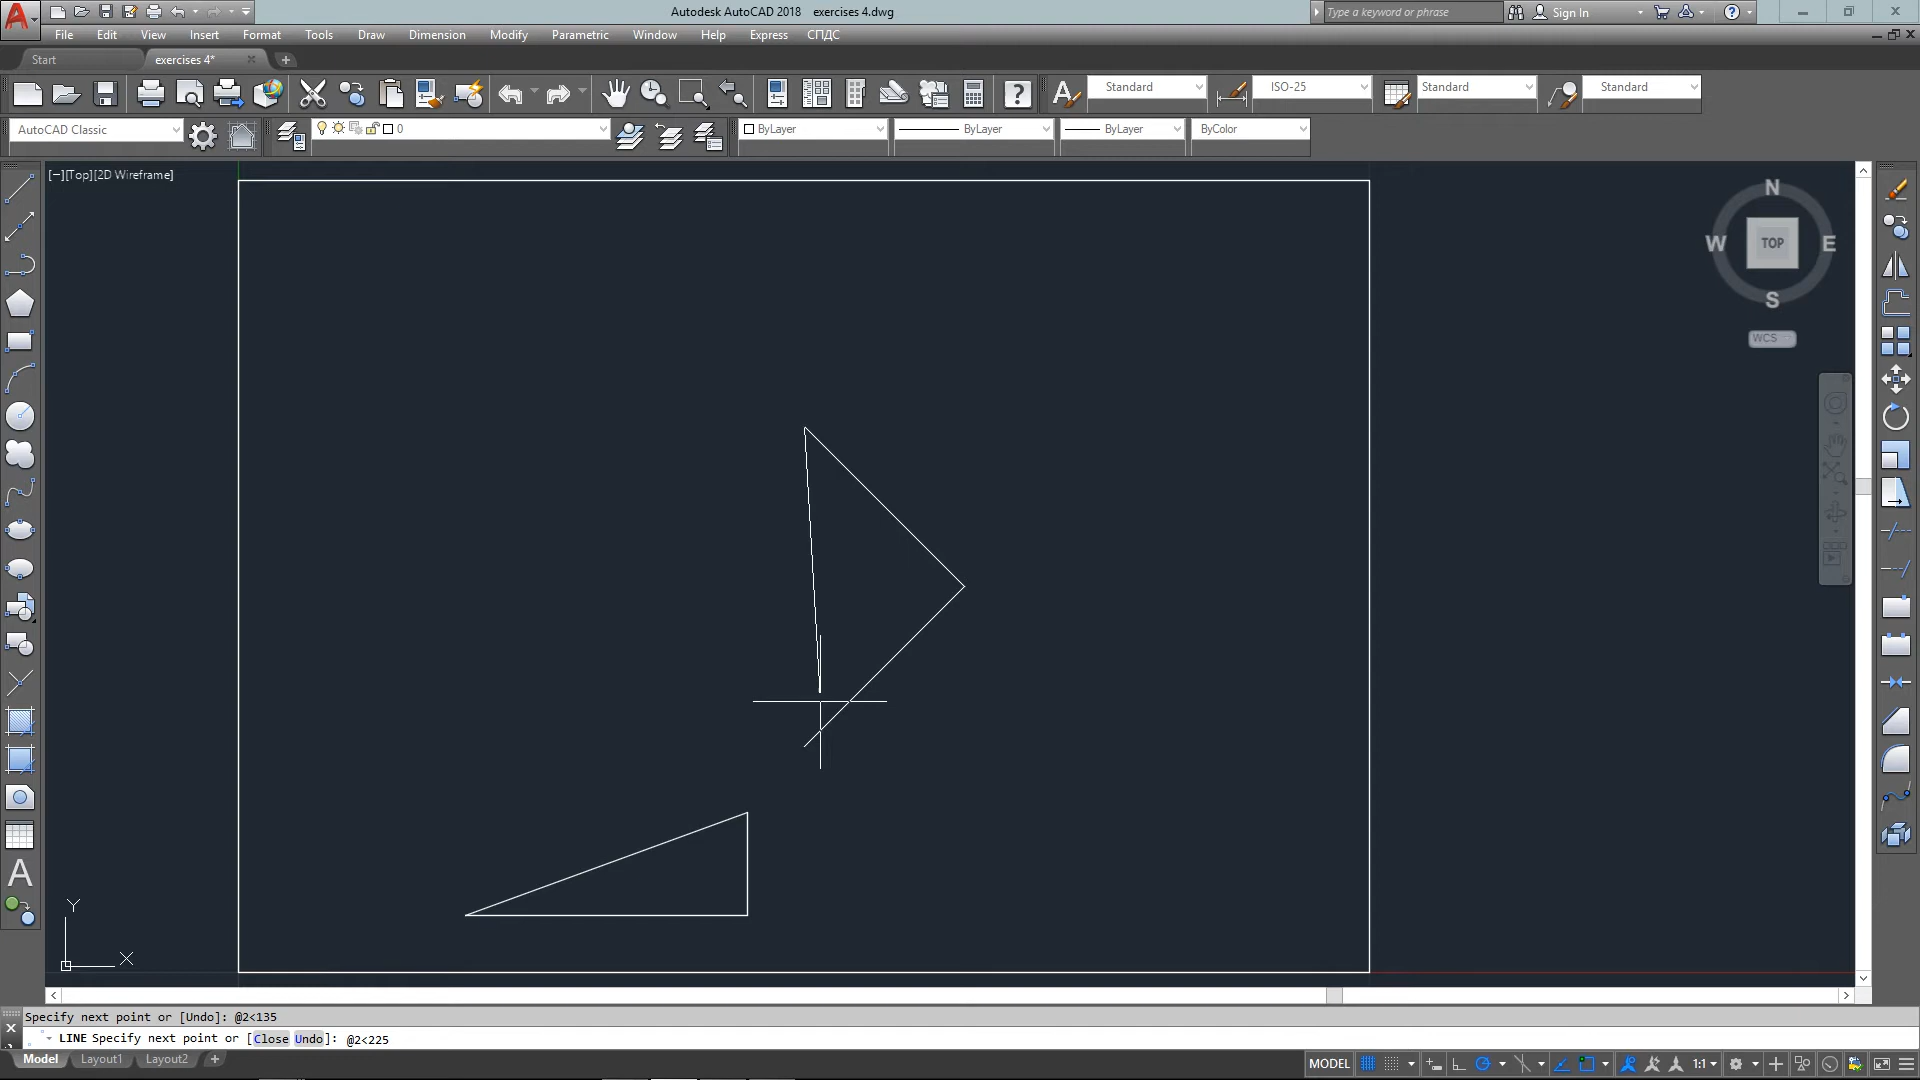 Autodesk AutoCAD 2018 exercises 4.dwg
Type a keyword or phrase
Sign In
File Edit View Insert Format Tools Draw Dimension Modify Parametric Window Help Express СПДС
Start
exercises 4*
Standard
ISO-25
Standard
Standard
AutoCAD Classic
0
ByLayer
ByLayer
ByLayer
ByColor
[−][Top][2D Wireframe]
N
W TOP E
S
WCS
A
Y
X
Specify next point or [Undo]: @2<135
LINE Specify next point or [Close Undo]: @2<225
Model Layout1 Layout2
MODEL
1:1